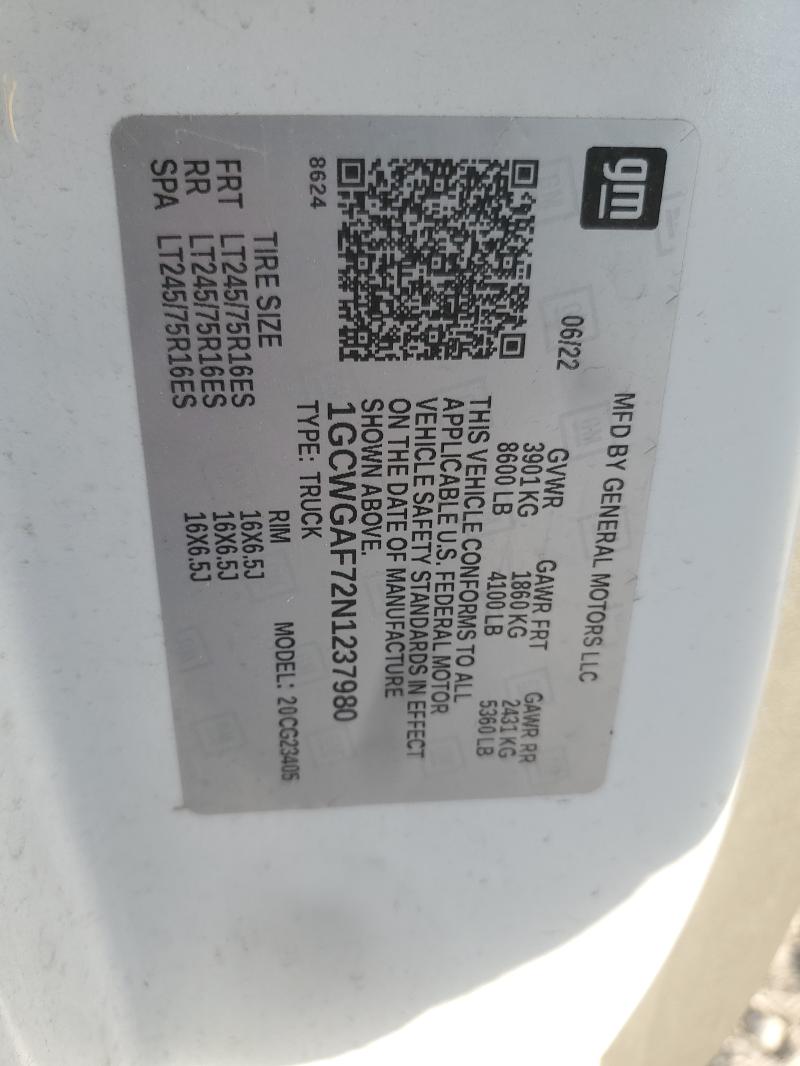 gm
MFD BY GENERAL MOTORS LLC
06/22
GVWR GAWR FRT GAWR RR
3901 KG 1860 KG 2431 KG
8600 LB 4100 LB 5360 LB
THIS VEHICLE CONFORMS TO ALL
APPLICABLE U.S. FEDERAL MOTOR
VEHICLE SAFETY STANDARDS IN EFFECT
ON THE DATE OF MANUFACTURE
SHOWN ABOVE.
1GCWGAF72N1237980
TYPE: TRUCK
8624
MODEL: 20CG23405
TIRE SIZE RIM
FRT LT245/75R16ES 16X6.5J
RR LT245/75R16ES 16X6.5J
SPA LT245/75R16ES 16X6.5J